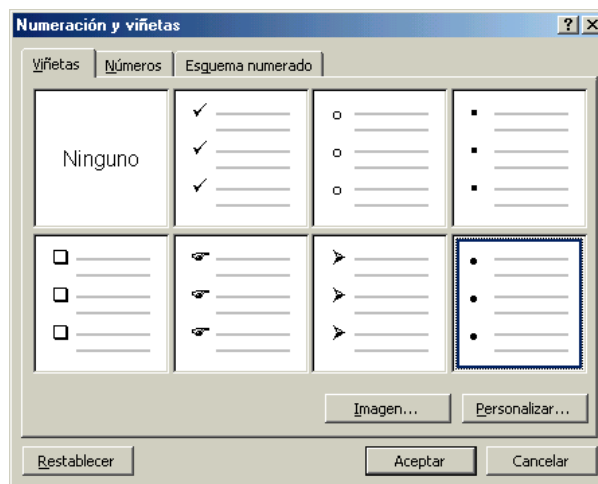 Numeración y viñetas
Viñetas Números Esquema numerado
Ninguno
Imagen... Personalizar...
Restablecer Aceptar Cancelar